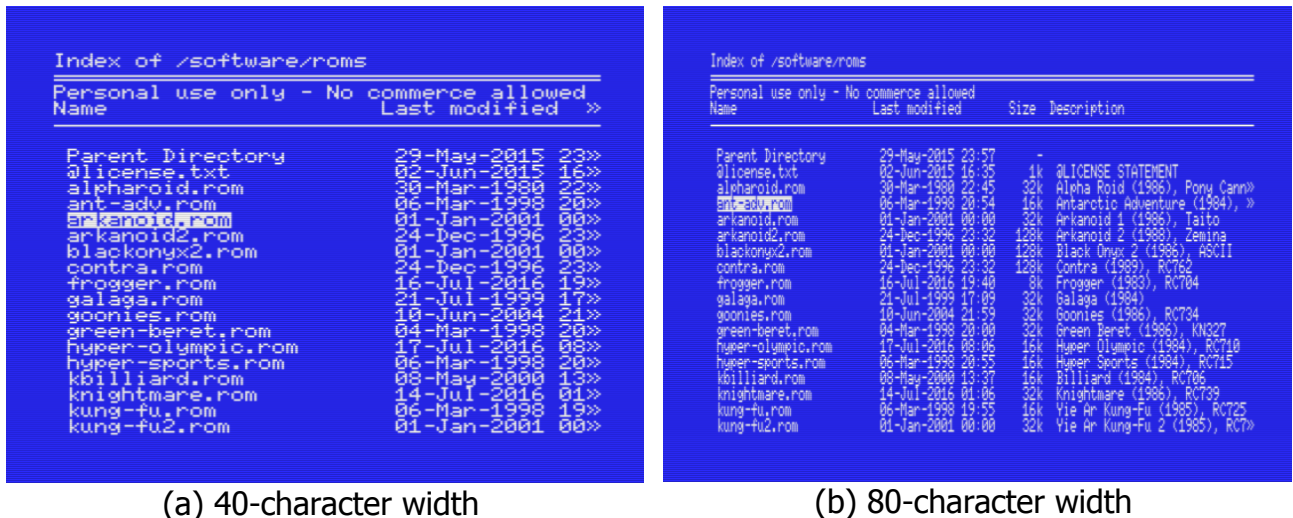 Index of /software/roms
Personal use only - No commerce allowed
Name Last modified »
Parent Directory 29-May-2015 23»
@license.txt 02-Jun-2015 16»
alpharoid.rom 30-Mar-1980 22»
ant-adv.rom 06-Mar-1998 20»
arkanoid.rom 01-Jan-2001 00»
arkanoid2.rom 24-Dec-1996 23»
blackonyx2.rom 01-Jan-2001 00»
contra.rom 24-Dec-1996 23»
frogger.rom 16-Jul-2016 19»
galaga.rom 21-Jul-1999 17»
goonies.rom 10-Jun-2004 21»
green-beret.rom 04-Mar-1998 20»
hyper-olympic.rom 17-Jul-2016 08»
hyper-sports.rom 06-Mar-1998 20»
kbilliard.rom 08-May-2000 13»
knightmare.rom 14-Jul-2016 01»
kung-fu.rom 06-Mar-1998 19»
kung-fu2.rom 01-Jan-2001 00»
(a) 40-character width
Index of /software/roms
Personal use only - No commerce allowed
Name Last modified Size Description
Parent Directory 29-May-2015 23:57 -
@license.txt 02-Jun-2015 16:35 1k @LICENSE STATEMENT
alpharoid.rom 30-Mar-1980 22:45 32k Alpha Roid (1986), Pony Cann»
ant-adv.rom 06-Mar-1998 20:54 16k Antarctic Adventure (1984), »
arkanoid.rom 01-Jan-2001 00:00 32k Arkanoid 1 (1986), Taito
arkanoid2.rom 24-Dec-1996 23:32 128k Arkanoid 2 (1988), Zemina
blackonyx2.rom 01-Jan-2001 00:00 128k Black Onyx 2 (1986), ASCII
contra.rom 24-Dec-1996 23:32 128k Contra (1989), RC762
frogger.rom 16-Jul-2016 19:40 8k Frogger (1983), RC704
galaga.rom 21-Jul-1999 17:09 32k Galaga (1984)
goonies.rom 10-Jun-2004 21:59 32k Goonies (1986), RC734
green-beret.rom 04-Mar-1998 20:00 32k Green Beret (1986), KN327
hyper-olympic.rom 17-Jul-2016 08:06 16k Hyper Olympic (1984), RC710
hyper-sports.rom 06-Mar-1998 20:55 16k Hyper Sports (1984), RC715
kbilliard.rom 08-May-2000 13:37 16k Billiard (1984), RC706
knightmare.rom 14-Jul-2016 01:06 32k Knightmare (1986), RC739
kung-fu.rom 06-Mar-1998 19:55 16k Yie Ar Kung-Fu (1985), RC725
kung-fu2.rom 01-Jan-2001 00:00 32k Yie Ar Kung-Fu 2 (1985), RC7»
(b) 80-character width